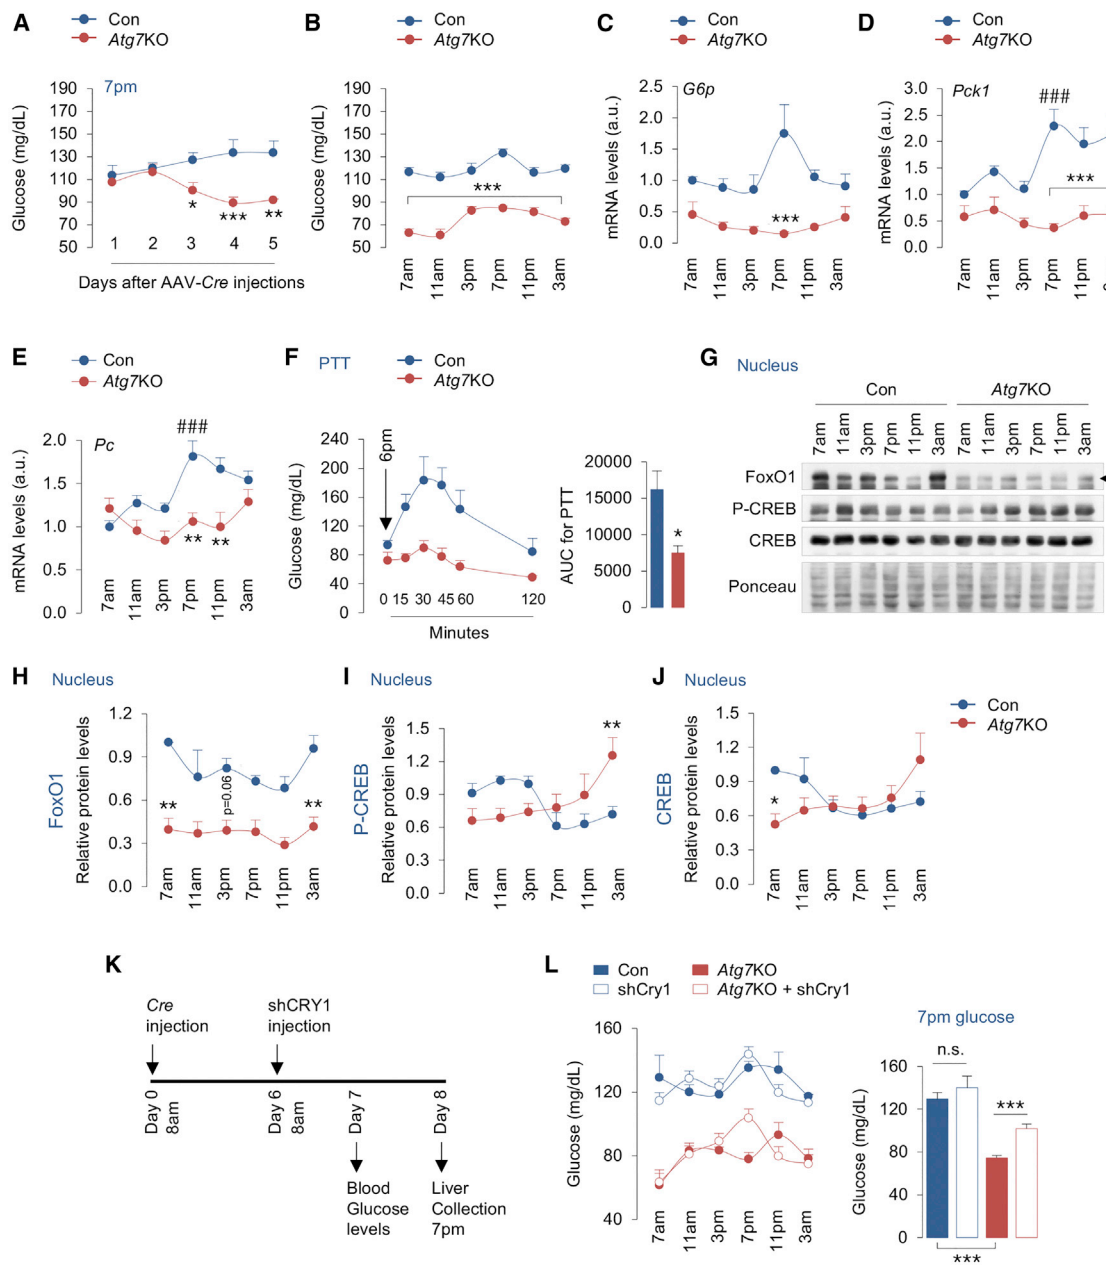 A
Con
Atg7KO
7pm
Glucose (mg/dL)
190
170
150
130
110
90
70
50
*
***
**
1 2 3 4 5
Days after AAV-Cre injections
B
Con
Atg7KO
Glucose (mg/dL)
190
170
150
130
110
90
70
50
***
7am 11am 3pm 7pm 11pm 3am
C
Con
Atg7KO
G6p
mRNA levels (a.u.)
2.5
2.0
1.5
1.0
0.5
0.0
***
7am 11am 3pm 7pm 11pm 3am
D
Con
Atg7KO
Pck1
###
mRNA levels (a.u.)
3.0
2.5
2.0
1.5
1.0
0.5
0.0
***
7am 11am 3pm 7pm 11pm
E
Con
Atg7KO
Pc
###
mRNA levels (a.u.)
2.0
1.5
1.0
0.5
0.0
** **
7am 11am 3pm 7pm 11pm 3am
F
PTT
Con
Atg7KO
6pm
Glucose (mg/dL)
240
200
160
120
80
40
0
0 15 30 45 60 120
Minutes
AUC for PTT
20000
15000
10000
5000
0
*
G
Nucleus
Con Atg7KO
7am 11am 3pm 7pm 11pm 3am 7am 11am 3pm 7pm 11pm 3am
FoxO1
P-CREB
CREB
Ponceau
H
Nucleus
FoxO1
Relative protein levels
1.2
0.9
0.6
0.3
0.0
**
p=0.06
**
7am 11am 3pm 7pm 11pm 3am
I
Nucleus
P-CREB
Relative protein levels
1.5
1.2
0.9
0.6
0.3
0.0
**
7am 11am 3pm 7pm 11pm 3am
J
Nucleus
Con
Atg7KO
CREB
Relative protein levels
1.5
1.2
0.9
0.6
0.3
0.0
*
7am 11am 3pm 7pm 11pm 3am
K
Cre
injection
shCRY1
injection
Day 0
8am
Day 6
8am
Day 7
Day 8
Blood
Glucose
levels
Liver
Collection
7pm
L
Con Atg7KO
shCry1 Atg7KO + shCry1
Glucose (mg/dL)
160
120
80
40
7am 11am 3pm 7pm 11pm 3am
7pm glucose
Glucose (mg/dL)
160
120
80
40
0
n.s.
***
***